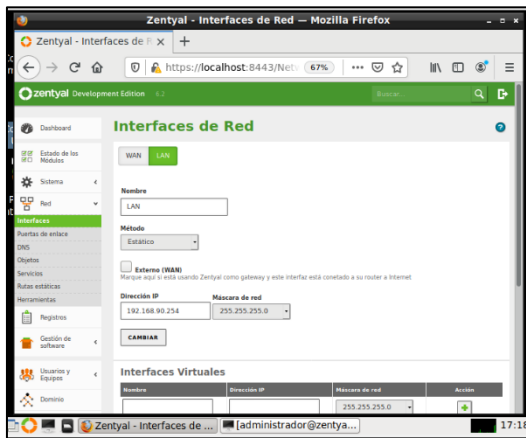 Zentyal - Interfaces de Red — Mozilla Firefox
Zentyal - Interfaces de R
https://localhost:8443/Net 67%
zentyal Development Edition 6.2 Buscar...
Dashboard
Estado de los Módulos
Sistema
Red
Interfaces
Puertas de enlace
DNS
Objetos
Servicios
Rutas estáticas
Herramientas
Registros
Gestión de software
Usuarios y Equipos
Dominio
Interfaces de Red
WAN LAN
Nombre
LAN
Método
Estático
Externo (WAN)
Marque aquí si está usando Zentyal como gateway y este interfaz está conetado a su router a Internet
Dirección IP Máscara de red
192.168.90.254 255.255.255.0
CAMBIAR
Interfaces Virtuales
Nombre Dirección IP Máscara de red Acción
255.255.255.0
Zentyal - Interfaces de ... [administrador@zentya... 17:18